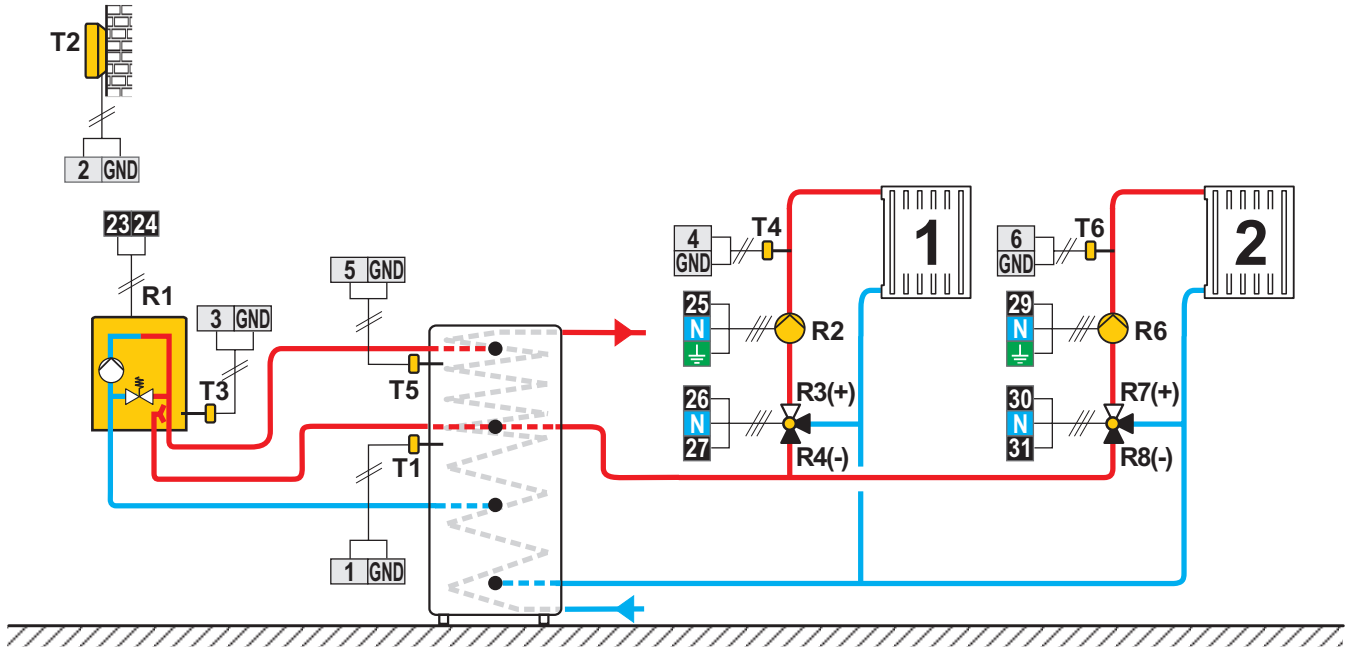 T2
2 GND
23 24
R1
3 GND
T3
5 GND
T5
T1
1 GND
4
GND
T4
25
N
R2
26
N
27
R3(+)
R4(-)
1
6
GND
T6
29
N
R6
30
N
31
R7(+)
R8(-)
2